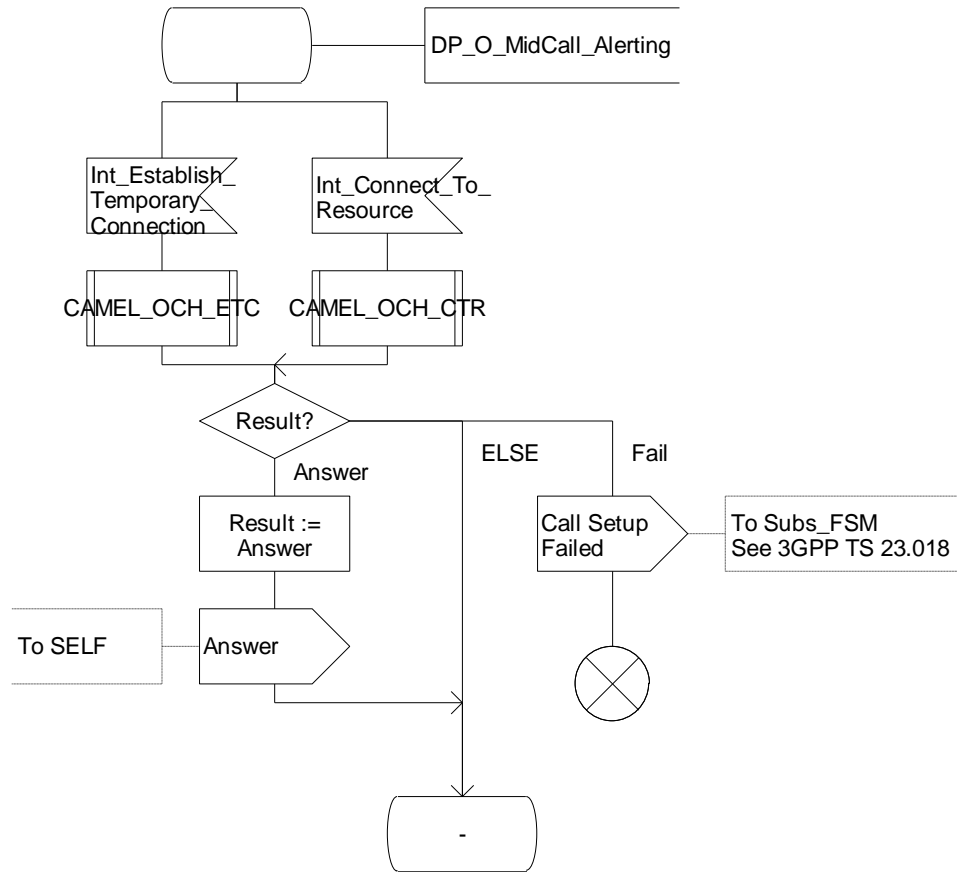 DP_O_MidCall_Alerting
Int_Establish_
Temporary_
Connection
Int_Connect_To_
Resource
CAMEL_OCH_ETC
CAMEL_OCH_CTR
Result?
ELSE
Fail
Answer
Result :=
Answer
Call Setup
Failed
To Subs_FSM
See 3GPP TS 23.018
To SELF
Answer
-